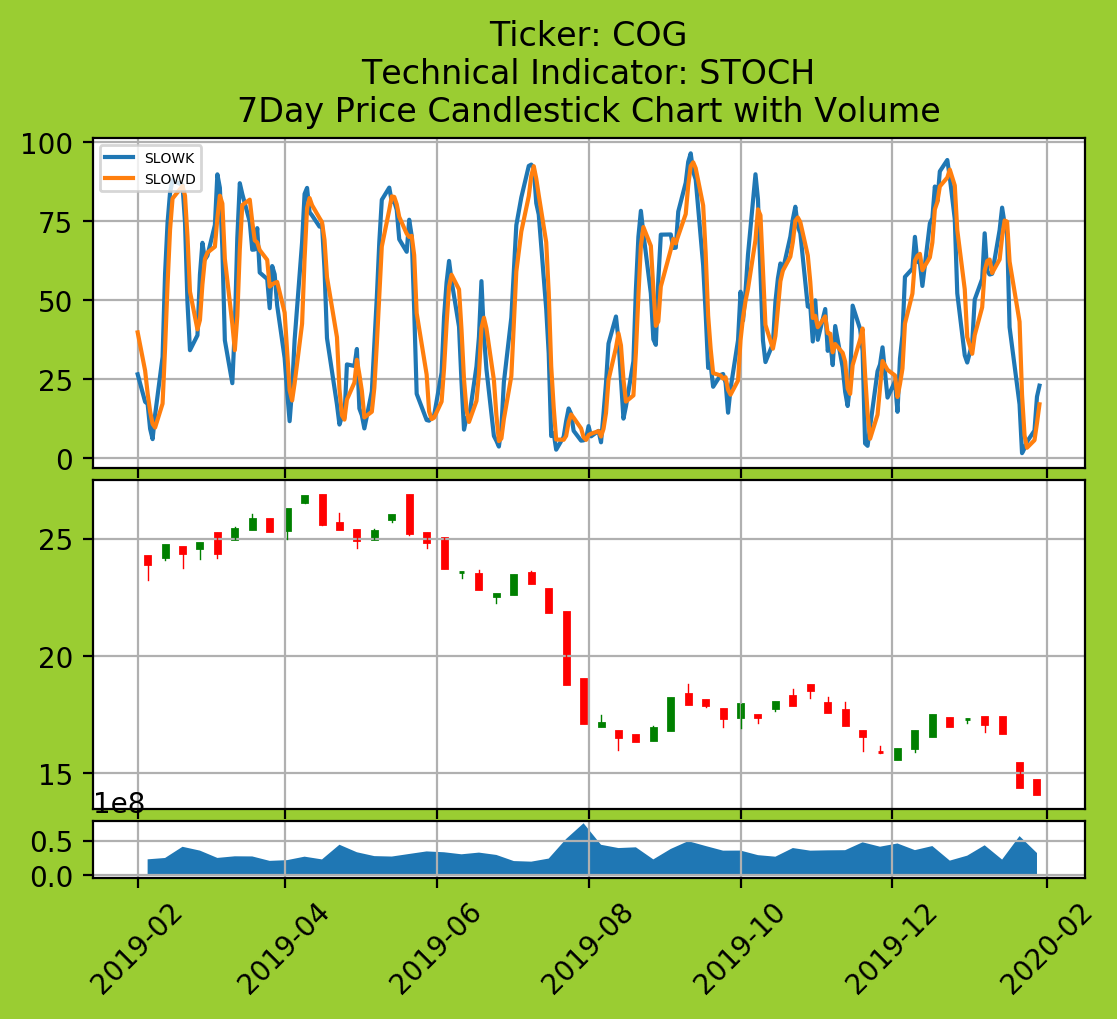 Ticker: COG
Technical Indicator: STOCH
7Day Price Candlestick Chart with Volume
100
75
50
25
0
SLOWK
SLOWD
25
20
15
1e8
0.5
0.0
2019-02
2019-04
2019-06
2019-08
2019-10
2019-12
2020-02